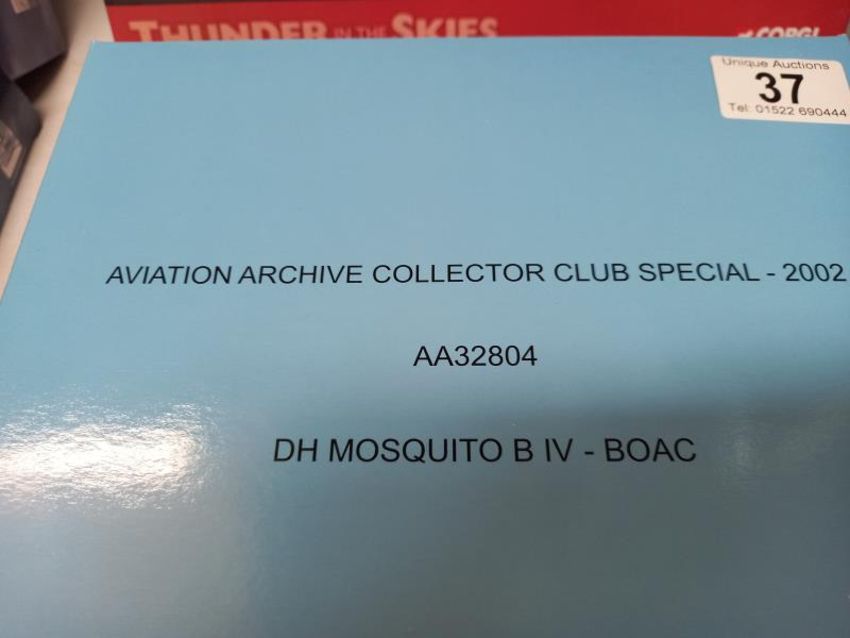 THUNDER IN THE SKIES
CORGI
Unique Auctions
37
Tel: 01522 690444
AVIATION ARCHIVE COLLECTOR CLUB SPECIAL - 2002
AA32804
DH MOSQUITO B IV - BOAC